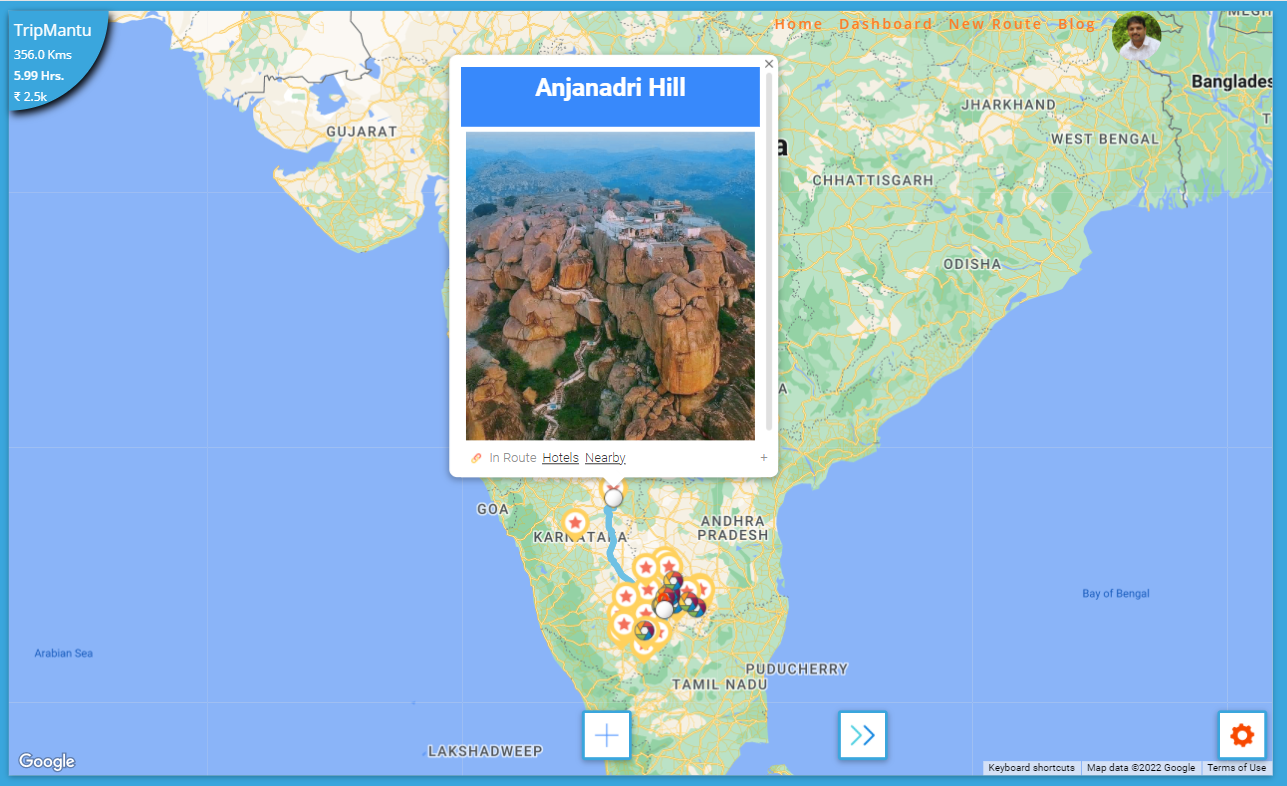 TripMantu
356.0 Kms
5.99 Hrs.
₹ 2.5k
Home Dashboard New Route Blog
Anjanadri Hill
In Route Hotels Nearby +
GUJARAT
JHARKHAND
WEST BENGAL
CHHATTISGARH
ODISHA
GOA
KARNATAKA
ANDHRA
PRADESH
Bay of Bengal
Arabian Sea
PUDUCHERRY
TAMIL NADU
LAKSHADWEEP
Google
Keyboard shortcuts Map data ©2022 Google Terms of Use